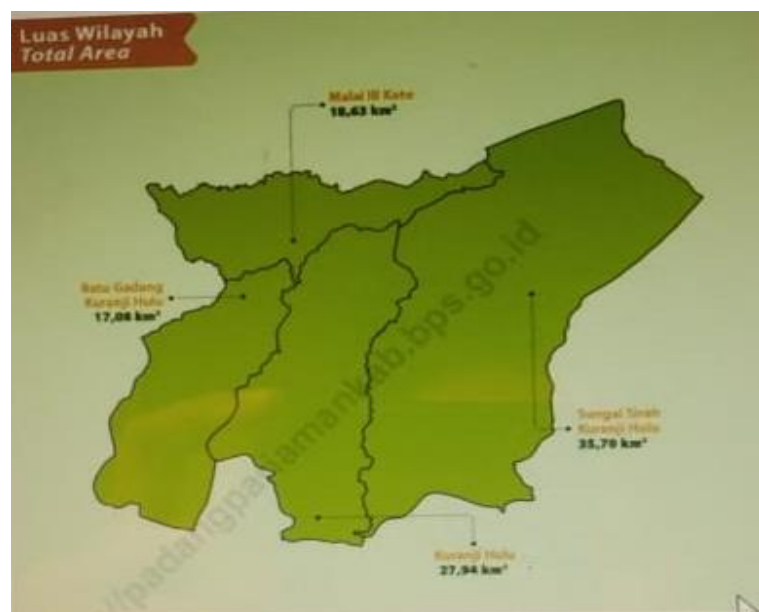 Luas Wilayah
Total Area
Malai III Koto
18,63 km²
Batu Gadang
Kuranji Hulu
17,08 km²
Sungai Sirah
Kuranji Hulu
35,70 km²
Kuranji Hulu
27,94 km²
//padangpariamankab.bps.go.id